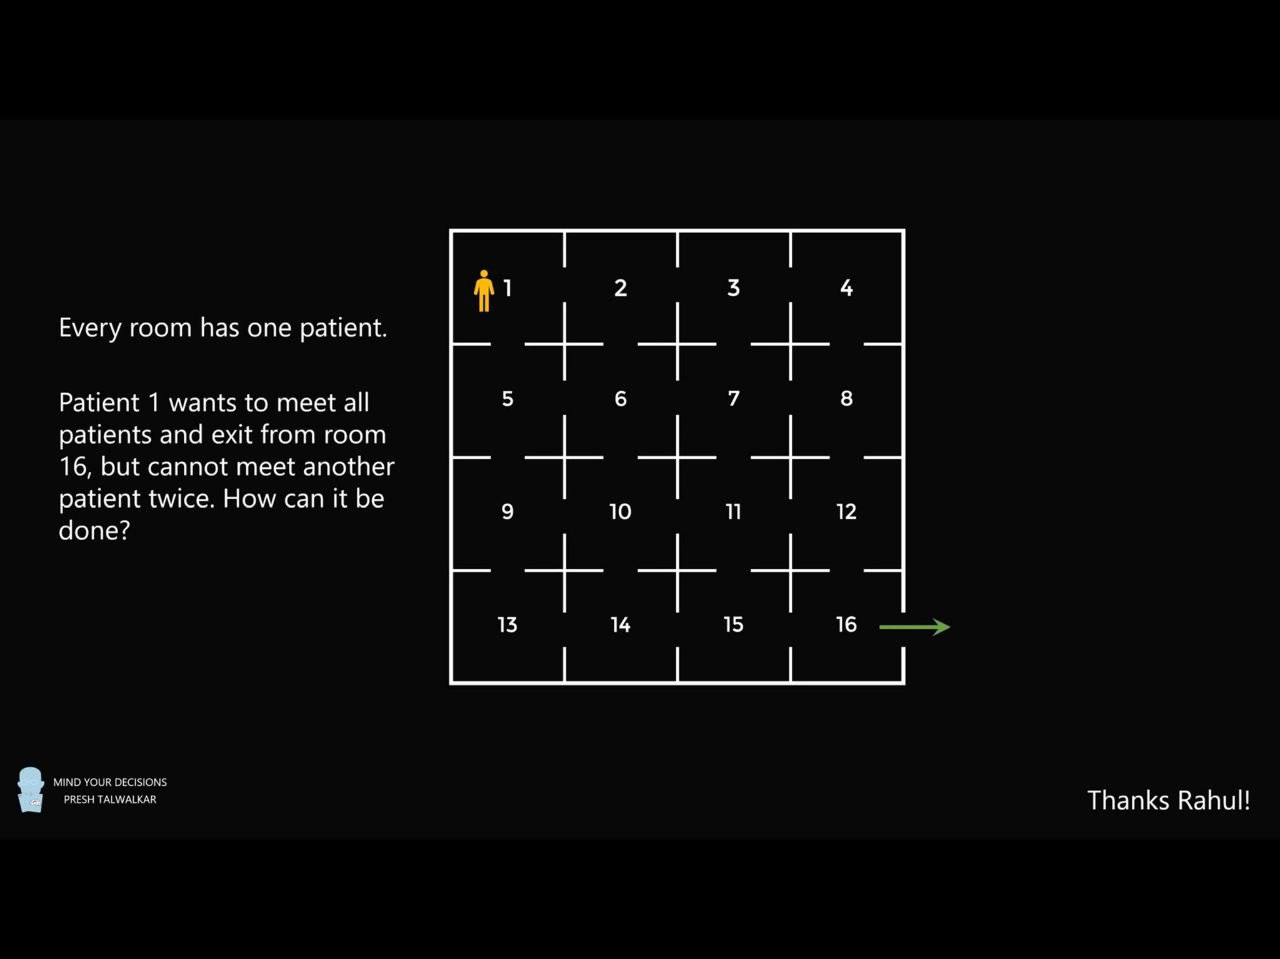 Every room has one patient.
Patient 1 wants to meet all
patients and exit from room
16, but cannot meet another
patient twice. How can it be
done?
1 2 3 4
5 6 7 8
9 10 11 12
13 14 15 16
MIND YOUR DECISIONS
PRESH TALWALKAR
Thanks Rahul!